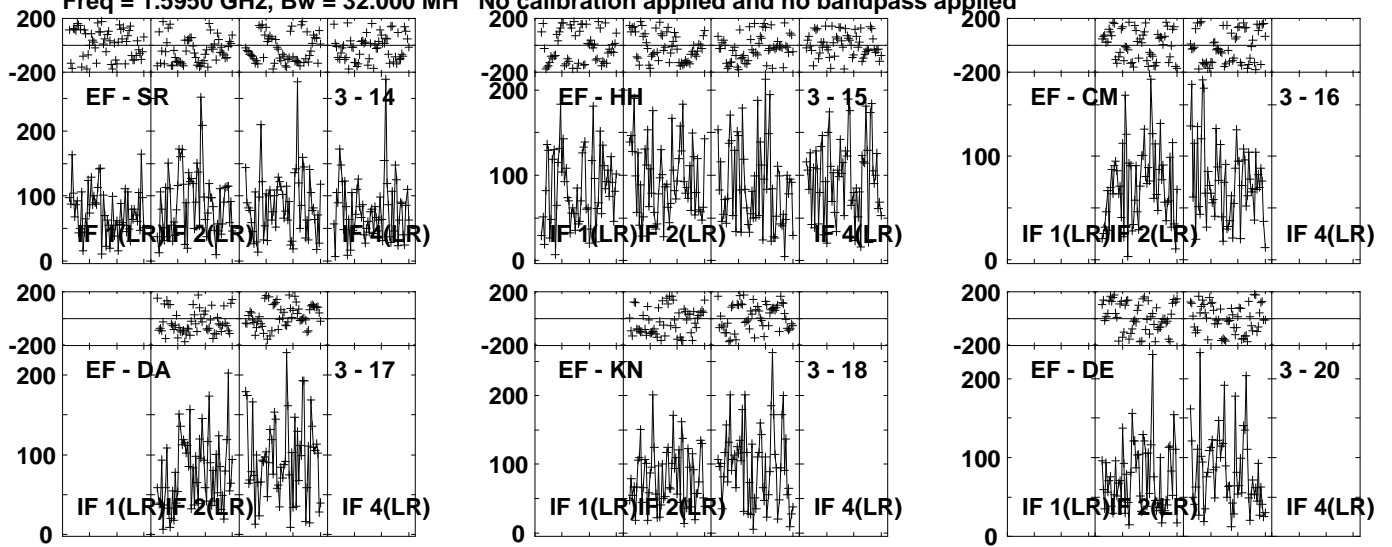 Freq = 1.5950 GHz, Bw = 32.000 MH No calibration applied and no bandpass applied
200
-200
EF - SR 3 - 14
200
100
0
IF 1(LR) IF 2(LR) IF 4(LR)
200
-200
EF - HH 3 - 15
200
100
0
IF 1(LR) IF 2(LR) IF 4(LR)
200
-200
EF - CM 3 - 16
100
0
IF 1(LR) IF 2(LR) IF 4(LR)
200
-200
EF - DA 3 - 17
200
100
0
IF 1(LR) IF 2(LR) IF 4(LR)
200
-200
EF - KN 3 - 18
200
100
0
IF 1(LR) IF 2(LR) IF 4(LR)
200
-200
EF - DE 3 - 20
200
100
0
IF 1(LR) IF 2(LR) IF 4(LR)